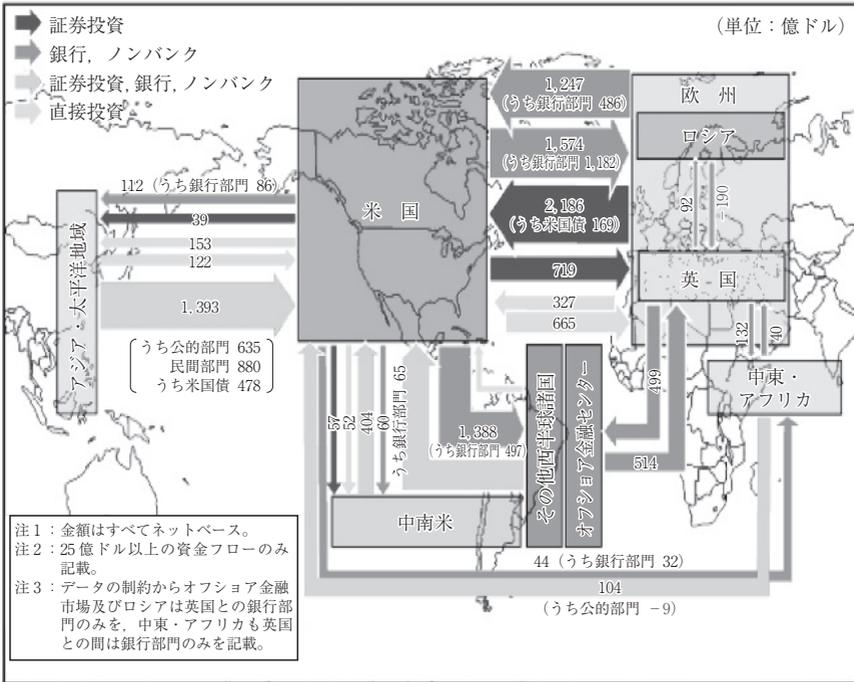 証券投資
銀行，ノンバンク
証券投資, 銀行, ノンバンク
直接投資
（単位：億ドル）
1,247
（うち銀行部門 486）
欧　州
ロシア
1,574
（うち銀行部門 1,182）
112（うち銀行部門 86）
米　国
2,186
（うち米国債 169）
92
−190
39
153
122
719
英　国
アジア・太平洋地域
1,393
327
665
うち公的部門 635
民間部門 880
うち米国債 478
132
40
中東・
アフリカ
499
514
57
52
404
60
うち銀行部門 65
1,388
（うち銀行部門 497）
その他西半球諸国
オフショア金融センター
中南米
44（うち銀行部門 32）
104
（うち公的部門 −9）
注１：金額はすべてネットベース。
注２：25 億ドル以上の資金フローのみ
記載。
注３：データの制約からオフショア金融
市場及びロシアは英国との銀行部
門のみを，中東・アフリカも英国
との間は銀行部門のみを記載。